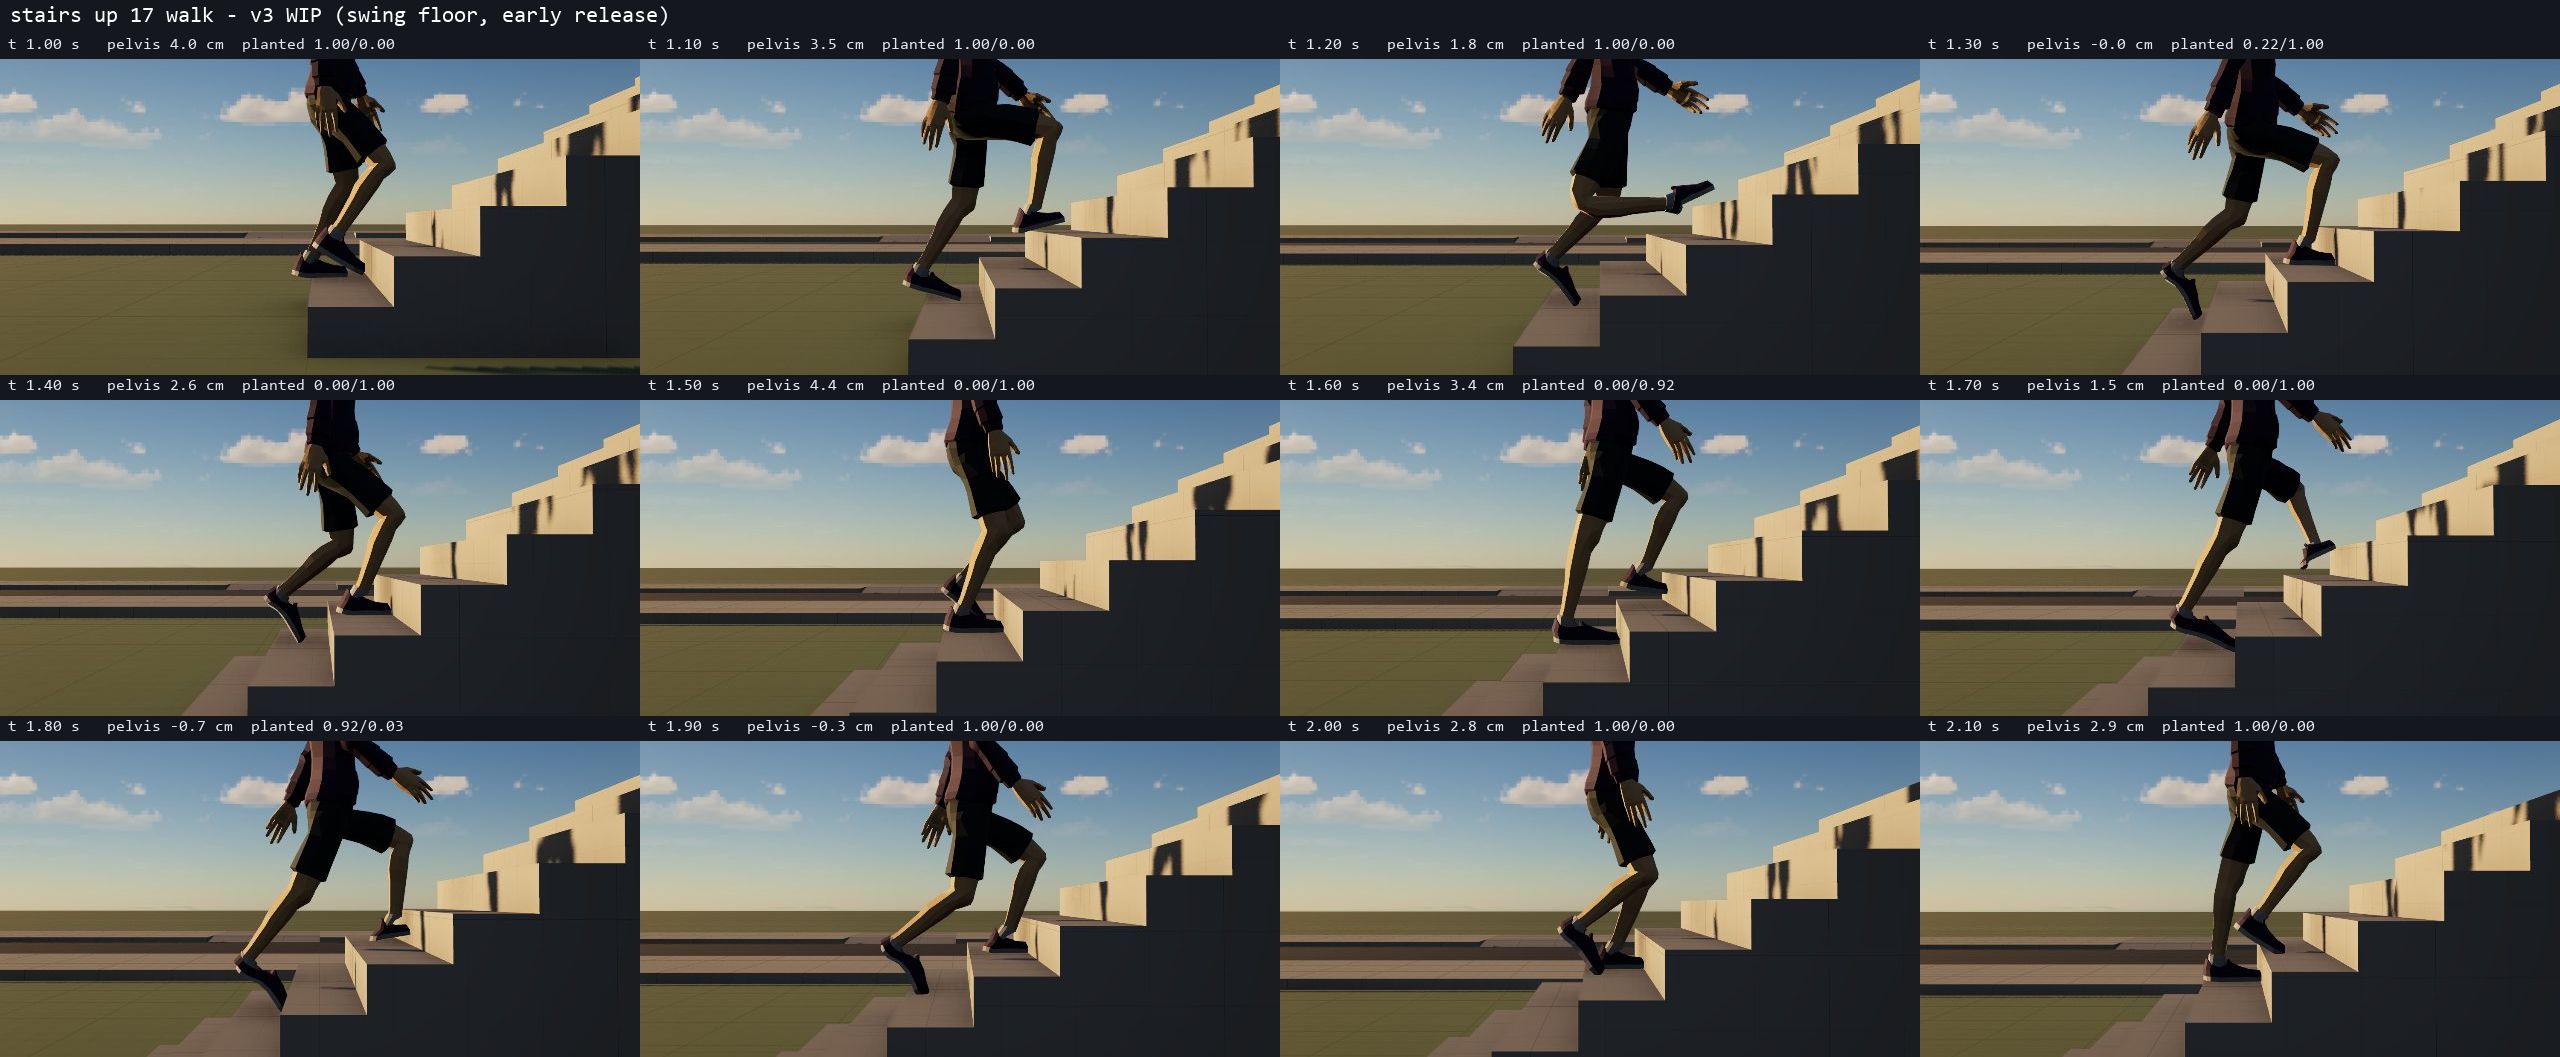 stairs up 17 walk - v3 WIP (swing floor, early release)
t 1.00 s   pelvis 4.0 cm  planted 1.00/0.00
t 1.10 s   pelvis 3.5 cm  planted 1.00/0.00
t 1.20 s   pelvis 1.8 cm  planted 1.00/0.00
t 1.30 s   pelvis -0.0 cm  planted 0.22/1.00
t 1.40 s   pelvis 2.6 cm  planted 0.00/1.00
t 1.50 s   pelvis 4.4 cm  planted 0.00/1.00
t 1.60 s   pelvis 3.4 cm  planted 0.00/0.92
t 1.70 s   pelvis 1.5 cm  planted 0.00/1.00
t 1.80 s   pelvis -0.7 cm  planted 0.92/0.03
t 1.90 s   pelvis -0.3 cm  planted 1.00/0.00
t 2.00 s   pelvis 2.8 cm  planted 1.00/0.00
t 2.10 s   pelvis 2.9 cm  planted 1.00/0.00